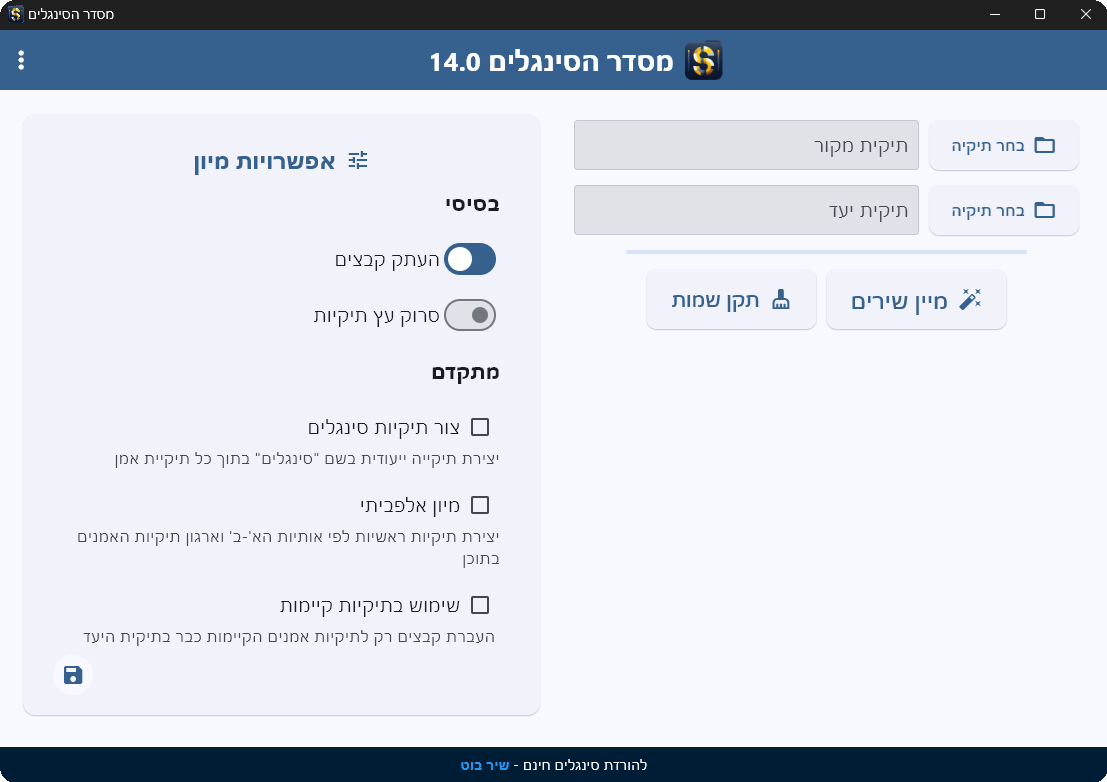 מסדר הסינגלים
מסדר הסינגלים 14.0
בחר תיקיה
תיקית מקור
בחר תיקיה
תיקית יעד
מיין שירים
תקן שמות
אפשרויות מיון
בסיסי
העתק קבצים
סרוק עץ תיקיות
מתקדם
צור תיקיות סינגלים
יצירת תיקייה ייעודית בשם "סינגלים" בתוך כל תיקיית אמן
מיון אלפביתי
יצירת תיקיות ראשיות לפי אותיות הא'-ב' וארגון תיקיות האמנים
בתוכן
שימוש בתיקיות קיימות
העברת קבצים רק לתיקיות אמנים הקיימות כבר בתיקית היעד
להורדת סינגלים חינם - שיר בוט